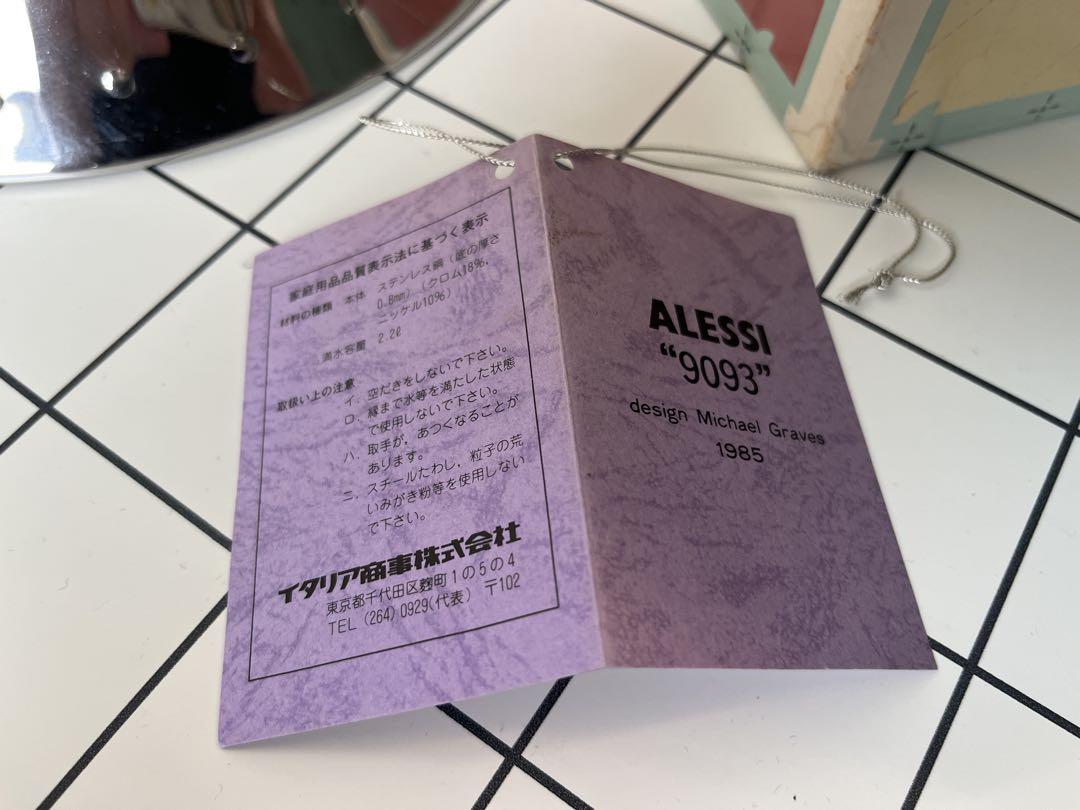 家庭用品品質表示法に基づく表示
材料の種類 本体 ステンレス鋼(底の厚さ
0.8mm)(クロム18%,
ニッケル10%)
満水容量 2.2ℓ
取扱い上の注意
イ. 空だきをしないで下さい。
ロ. 縁まで水等を満たした状態
で使用しないで下さい。
ハ. 取手が,あつくなることが
あります。
ニ. スチールたわし,粒子の荒
いみがき粉等を使用しない
で下さい。
イタリア商事株式会社
東京都千代田区麹町1の5の4
TEL (264) 0929(代表) 〒102
ALESSI
“9093”
design Michael Graves
1985